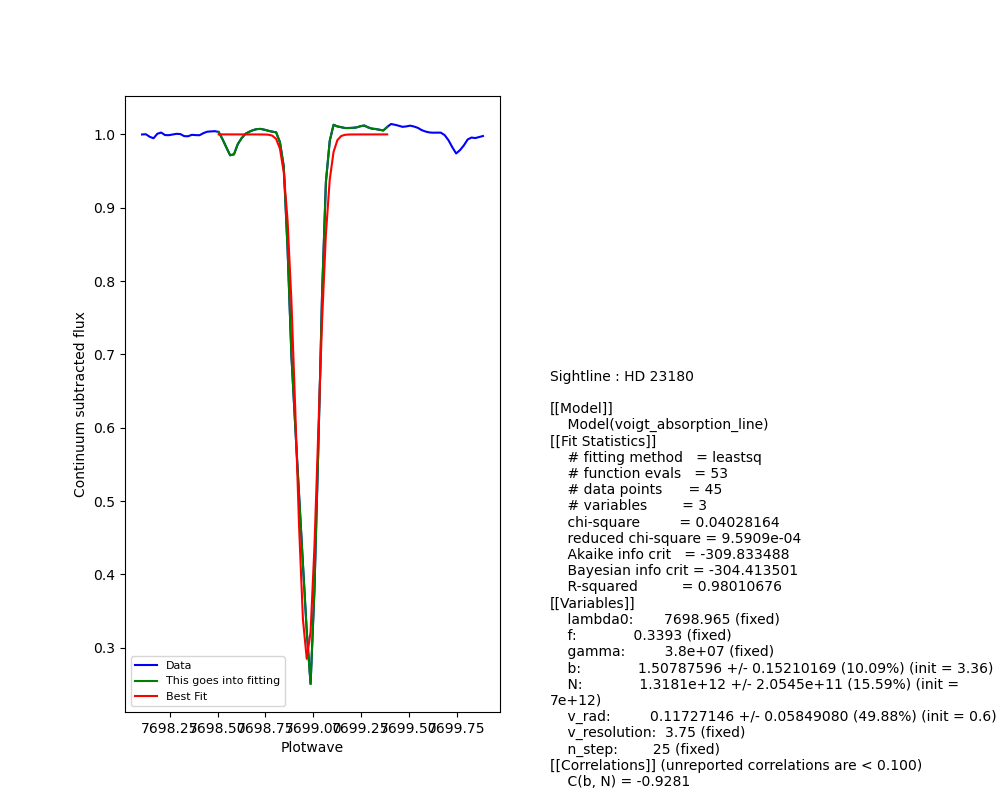 1.0
0.9
0.8
0.7
0.6
0.5
0.4
0.3
Continuum subtracted flux
Data
This goes into fitting
Best Fit
7698.25 7698.50 7698.75 7699.00 7699.25 7699.50 7699.75
Plotwave
Sightline : HD 23180
[[Model]]
Model(voigt_absorption_line)
[[Fit Statistics]]
# fitting method = leastsq
# function evals = 53
# data points = 45
# variables = 3
chi-square = 0.04028164
reduced chi-square = 9.5909e-04
Akaike info crit = -309.833488
Bayesian info crit = -304.413501
R-squared = 0.98010676
[[Variables]]
lambda0: 7698.965 (fixed)
f: 0.3393 (fixed)
gamma: 3.8e+07 (fixed)
b: 1.50787596 +/- 0.15210169 (10.09%) (init = 3.36)
N: 1.3181e+12 +/- 2.0545e+11 (15.59%) (init =
7e+12)
v_rad: 0.11727146 +/- 0.05849080 (49.88%) (init = 0.6)
v_resolution: 3.75 (fixed)
n_step: 25 (fixed)
[[Correlations]] (unreported correlations are < 0.100)
C(b, N) = -0.9281